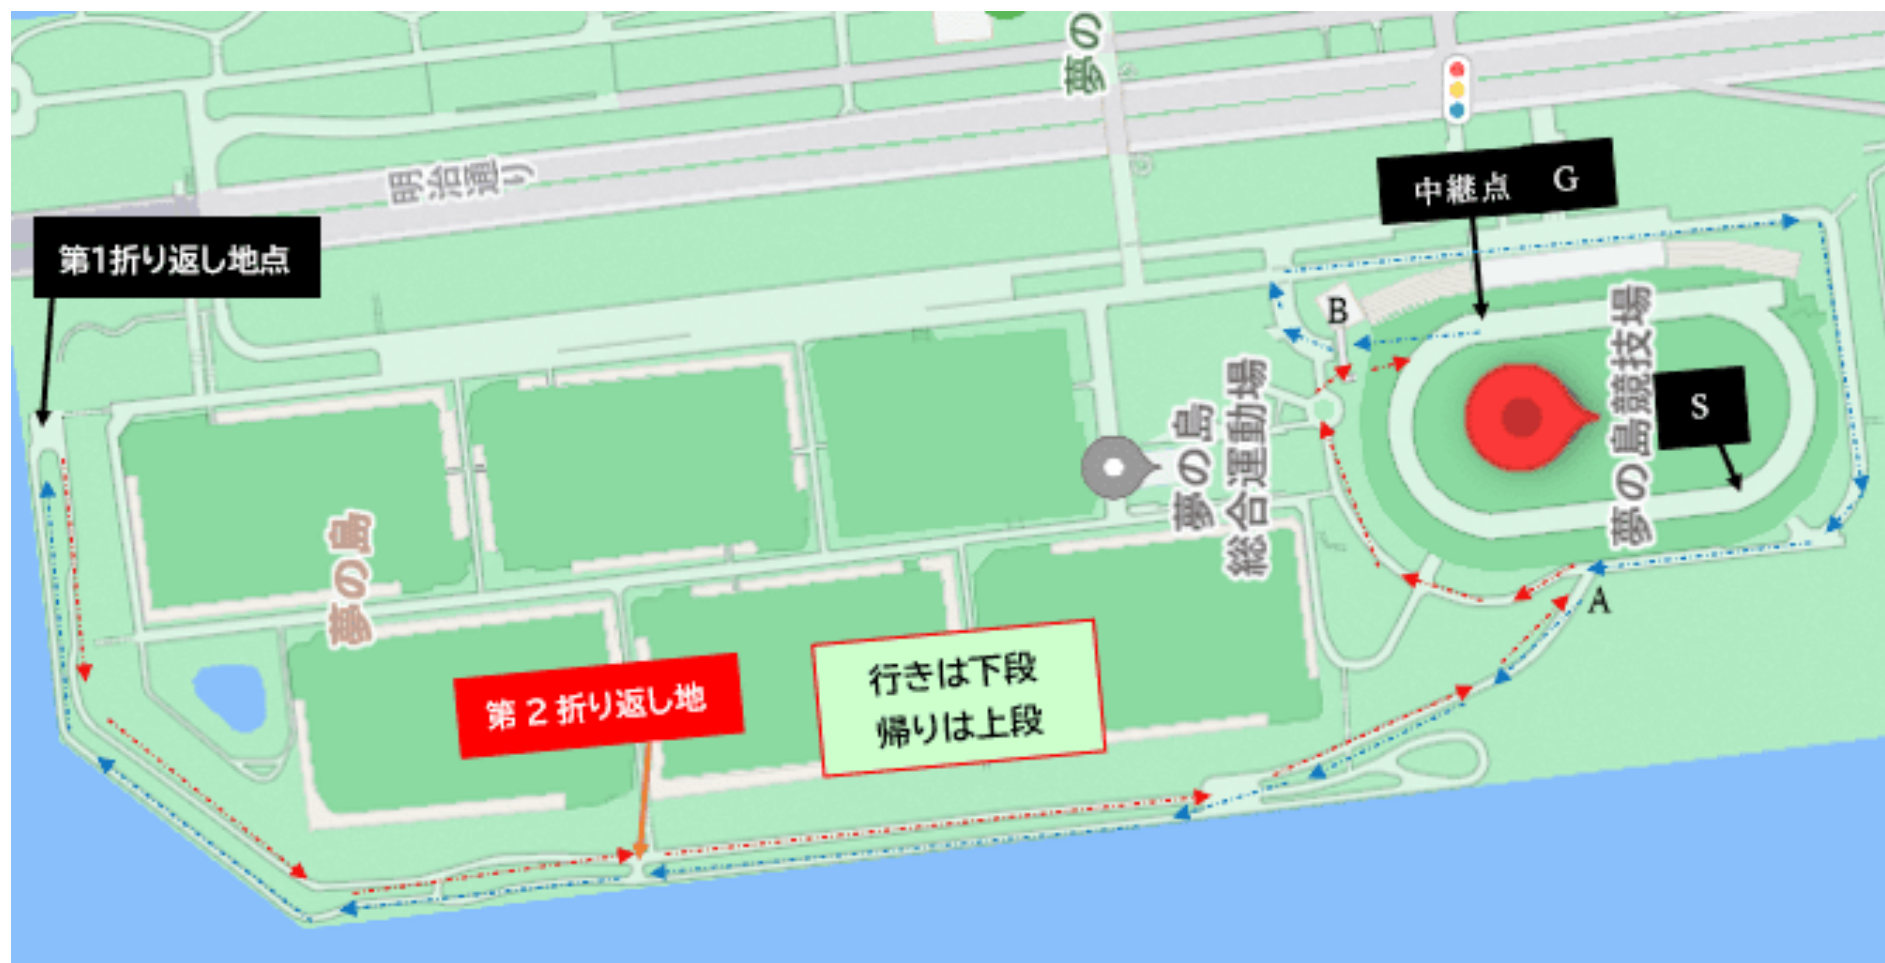 夢の
明治通り
中継点 G
第1折り返し地点
B
夢の島競技場
S
夢の島
総合運動場
夢の島
A
行きは下段
帰りは上段
第2折り返し地